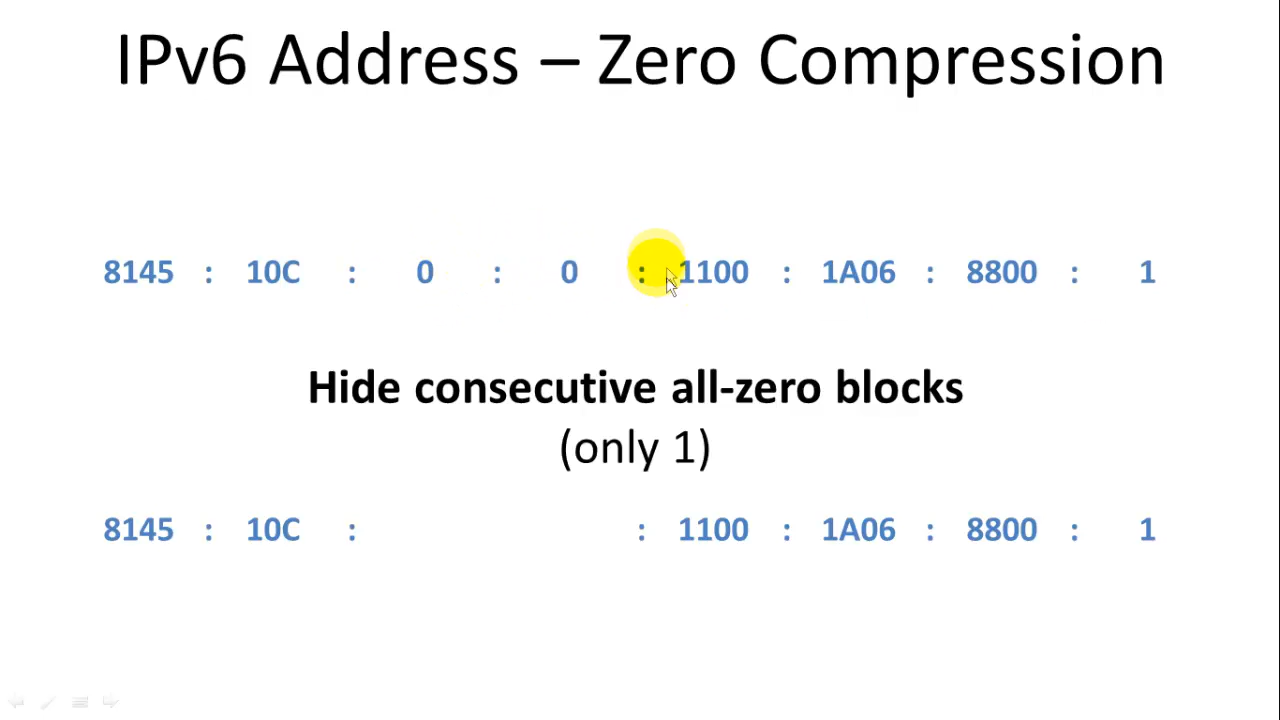 IPv6 Address – Zero Compression
8145 : 10C : 0 : 0 : 1100 : 1A06 : 8800 : 1
Hide consecutive all-zero blocks
(only 1)
8145 : 10C : : 1100 : 1A06 : 8800 : 1